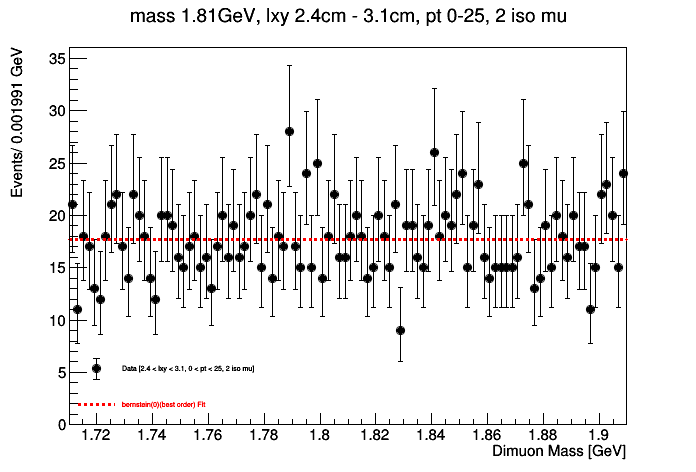 mass 1.81GeV, lxy 2.4cm - 3.1cm, pt 0-25, 2 iso mu
Events/ 0.001991 GeV
35
30
25
20
15
10
5
0
Data [2.4 < lxy < 3.1, 0 < pt < 25, 2 iso mu]
bernstein(0)(best order) Fit
1.72 1.74 1.76 1.78 1.8 1.82 1.84 1.86 1.88 1.9
Dimuon Mass [GeV]